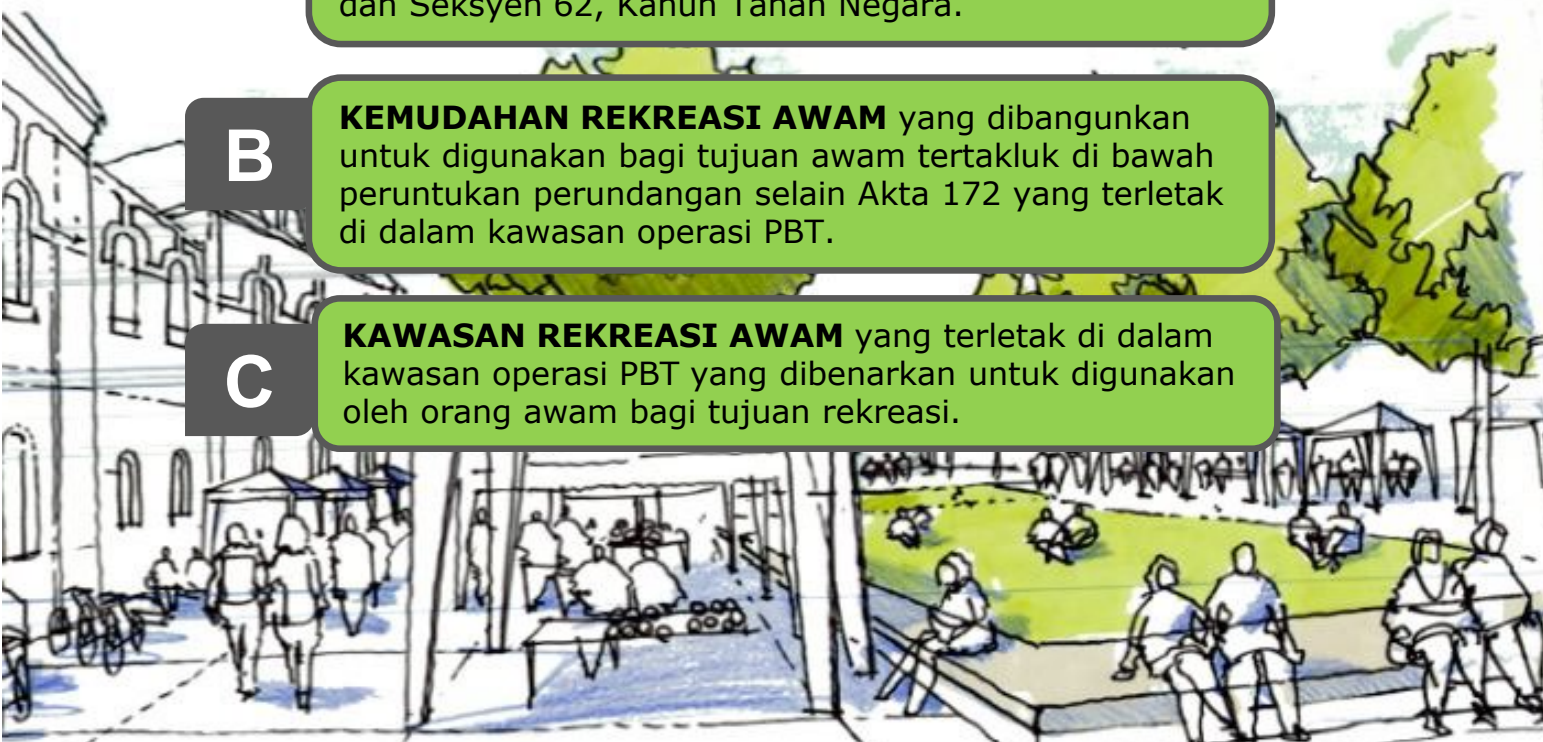 dan Seksyen 62, Kanun Tanah Negara.
B
KEMUDAHAN REKREASI AWAM yang dibangunkan
untuk digunakan bagi tujuan awam tertakluk di bawah
peruntukan perundangan selain Akta 172 yang terletak
di dalam kawasan operasi PBT.
C
KAWASAN REKREASI AWAM yang terletak di dalam
kawasan operasi PBT yang dibenarkan untuk digunakan
oleh orang awam bagi tujuan rekreasi.